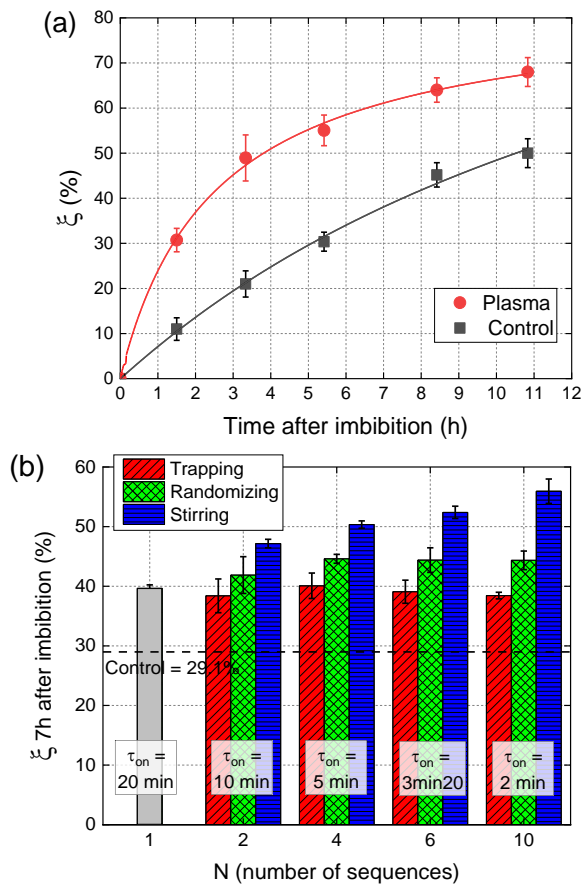 (a)
80
70
60
50
40
30
20
10
0
ξ (%)
Plasma
Control
0 1 2 3 4 5 6 7 8 9 10 11 12
Time after imbibition (h)
(b)
60
50
40
30
20
10
0
ξ 7h after imbibition (%)
Trapping
Randomizing
Stirring
Control = 29.1%
τon =
20 min
τon =
10 min
τon =
5 min
τon =
3min20
τon =
2 min
1 2 4 6 10
N (number of sequences)